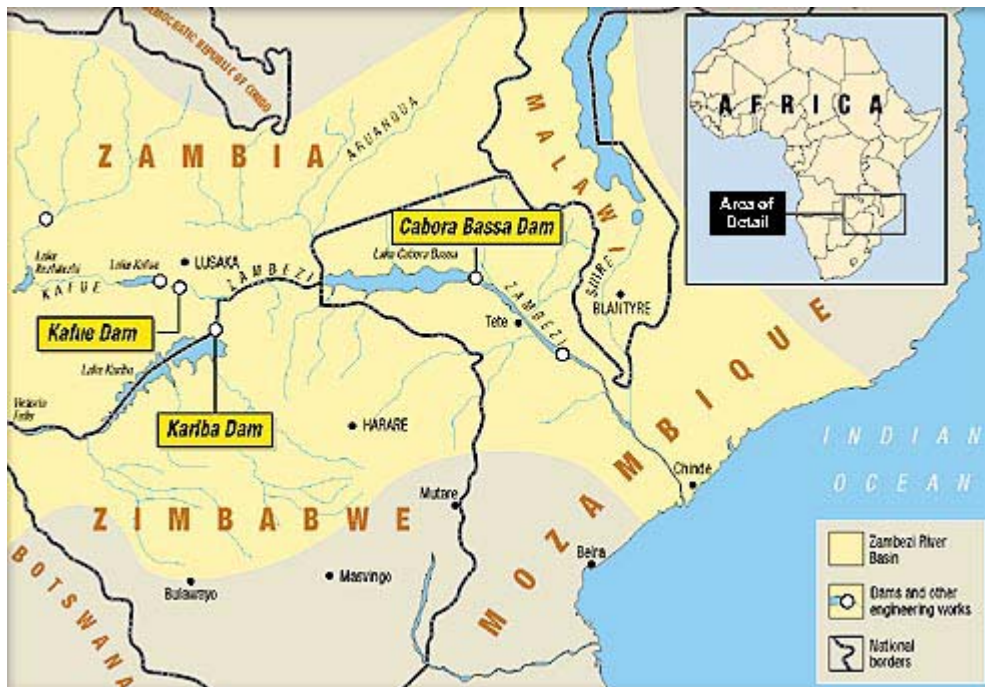 DEMOCRATIC REPUBLIC OF CONGO
ZAMBIA
ARUANGUA
MALAWI
AFRICA
Area of
Detail
Cabora Bassa Dam
Lake Cabora Bassa
LUSAKA
Lake Kafue
KAFUE
ZAMBEZI
Kafue Dam
Lake Kariba
Victoria
Falls
Kariba Dam
Tete
ZAMBEZI
SHIRE
BLANTYRE
HARARE
MOZAMBIQUE
INDIAN
OCEAN
Chinde
Mutare
ZIMBABWE
Beira
Masvingo
Bulawayo
BOTSWANA
Zambezi River
Basin
Dams and other
engineering works
National
borders